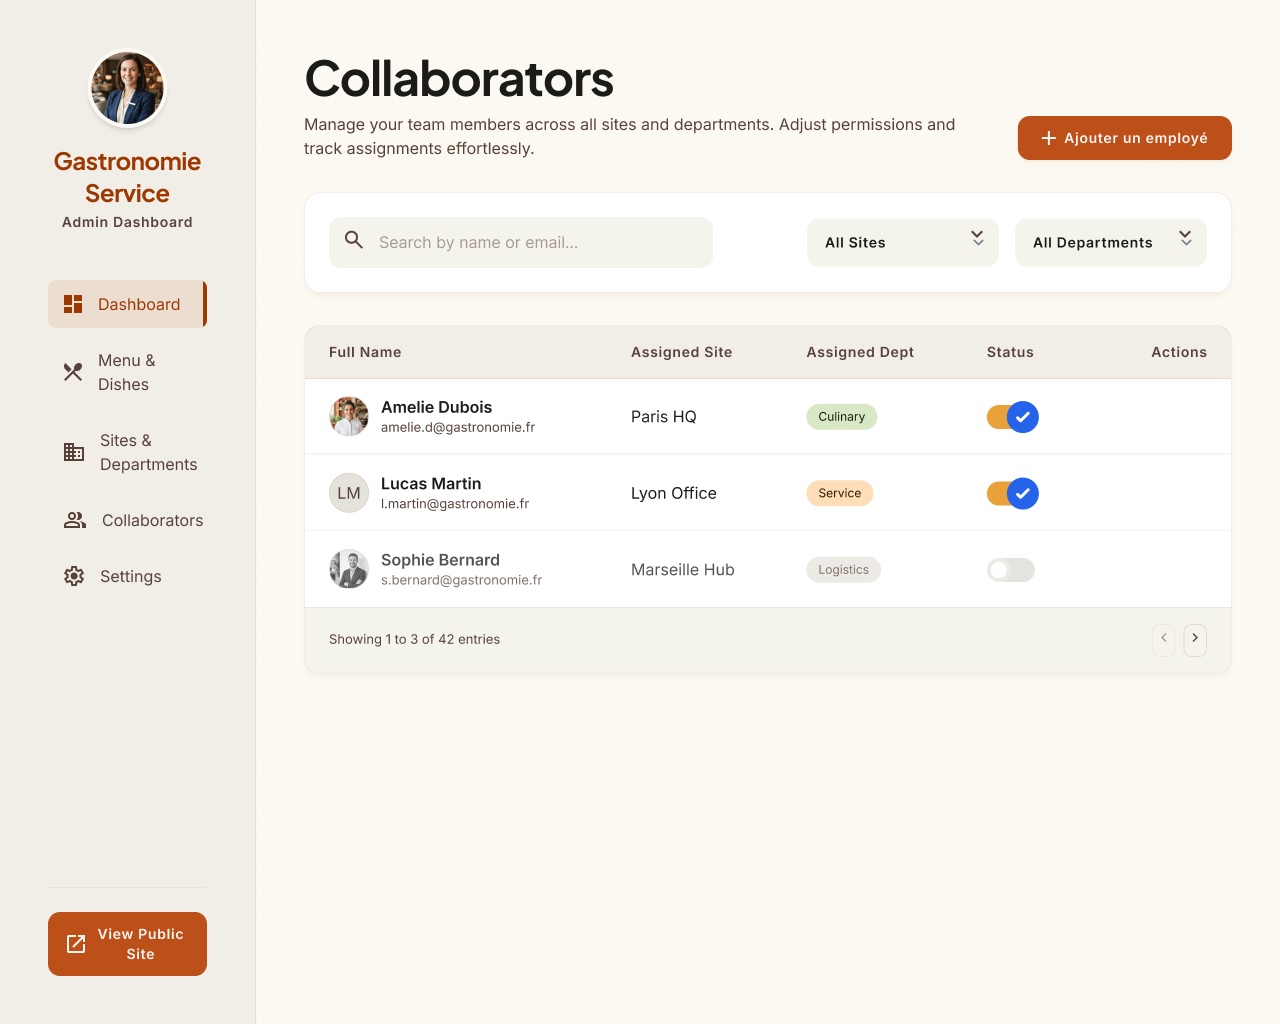 Gastronomie
Service
Admin Dashboard
Dashboard
Menu &
Dishes
Sites &
Departments
Collaborators
Settings
View Public
Site
Collaborators
Manage your team members across all sites and departments. Adjust permissions and
track assignments effortlessly.
Ajouter un employé
Search by name or email...
All Sites
All Departments
Full Name Assigned Site Assigned Dept Status Actions
Amelie Dubois
amelie.d@gastronomie.fr
Paris HQ
Culinary
LM
Lucas Martin
l.martin@gastronomie.fr
Lyon Office
Service
Sophie Bernard
s.bernard@gastronomie.fr
Marseille Hub
Logistics
Showing 1 to 3 of 42 entries